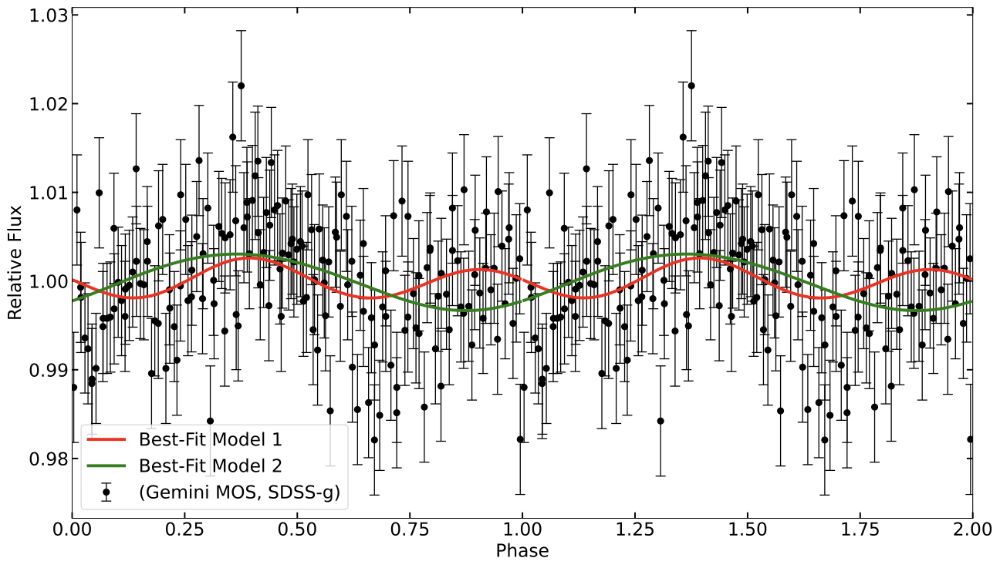 1.03
1.02
1.01
1.00
0.99
0.98
Relative Flux
Best-Fit Model 1
Best-Fit Model 2
(Gemini MOS, SDSS-g)
0.00 0.25 0.50 0.75 1.00 1.25 1.50 1.75 2.00
Phase